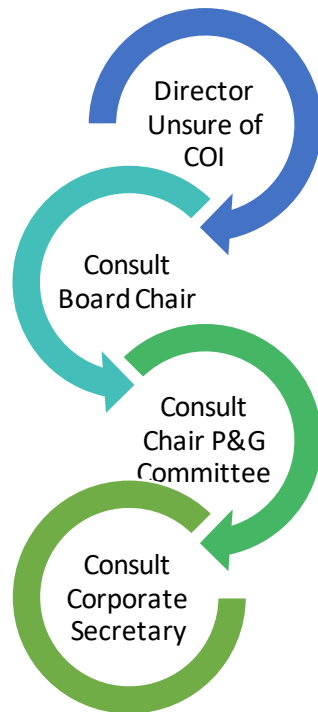 Director
Unsure of
COI
Consult
Board Chair
Consult
Chair P&G
Committee
Consult
Corporate
Secretary